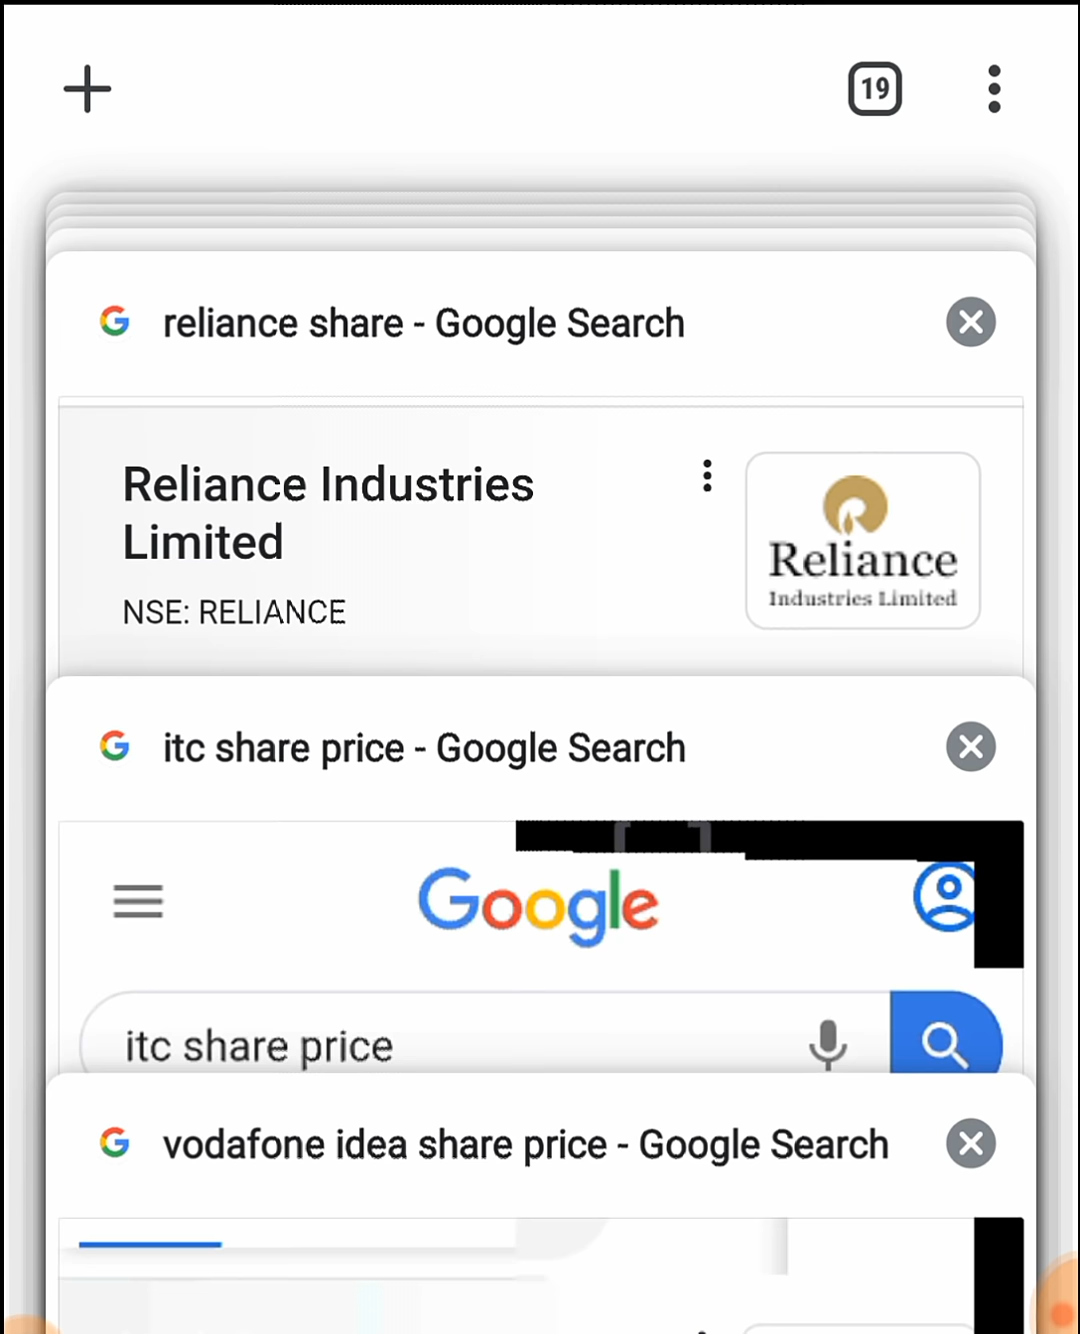 19
reliance share - Google Search
Reliance Industries
Limited
NSE: RELIANCE
Reliance
Industries Limited
itc share price - Google Search
Google
itc share price
vodafone idea share price - Google Search